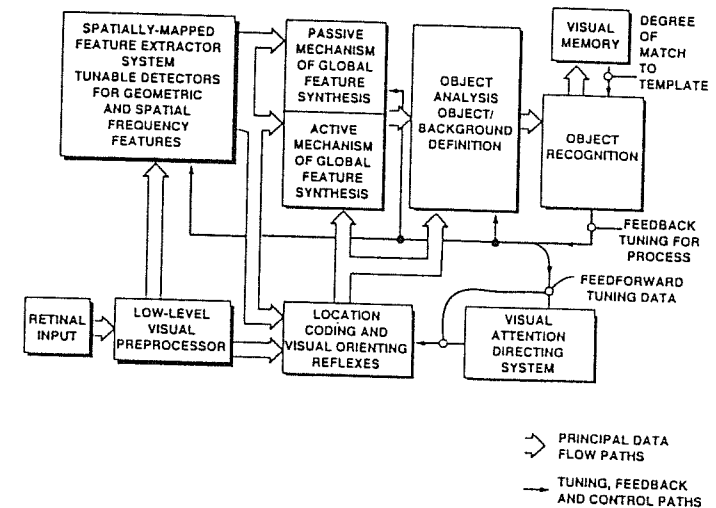 SPATIALLY-MAPPED
FEATURE EXTRACTOR
SYSTEM
TUNABLE DETECTORS
FOR GEOMETRIC
AND SPATIAL
FREQUENCY
FEATURES
PASSIVE
MECHANISM
OF GLOBAL
FEATURE
SYNTHESIS
ACTIVE
MECHANISM
OF GLOBAL
FEATURE
SYNTHESIS
OBJECT
ANALYSIS
OBJECT/
BACKGROUND
DEFINITION
VISUAL
MEMORY
DEGREE
OF
MATCH
TO
TEMPLATE
OBJECT
RECOGNITION
FEEDBACK
TUNING FOR
PROCESS
FEEDFORWARD
TUNING DATA
RETINAL
INPUT
LOW-LEVEL
VISUAL
PREPROCESSOR
LOCATION
CODING AND
VISUAL ORIENTING
REFLEXES
VISUAL
ATTENTION
DIRECTING
SYSTEM
PRINCIPAL DATA
FLOW PATHS
TUNING, FEEDBACK
AND CONTROL PATHS